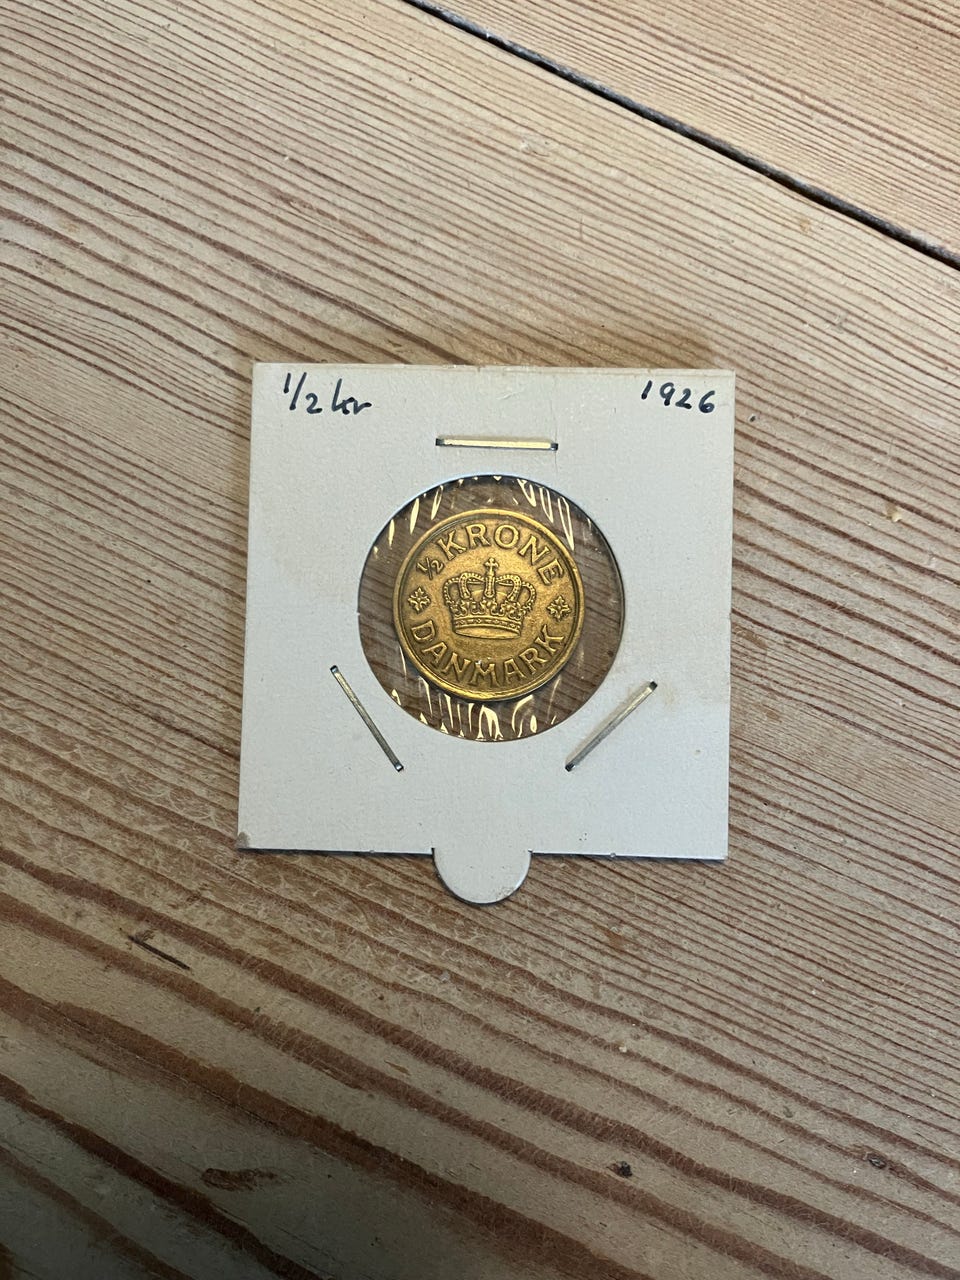 1/2 kr
1926
½ KRONE
DANMARK